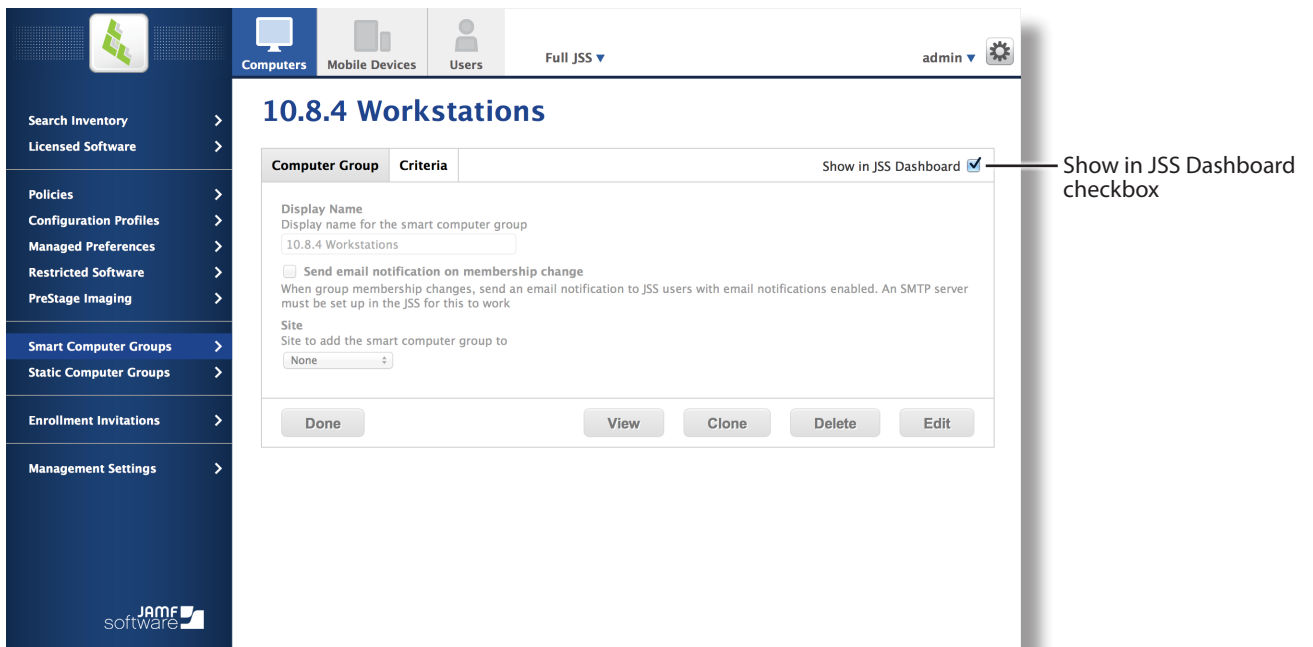 Computers
Mobile Devices
Users
Full JSS ▼
admin ▼
Search Inventory
Licensed Software
Policies
Configuration Profiles
Managed Preferences
Restricted Software
PreStage Imaging
Smart Computer Groups
Static Computer Groups
Enrollment Invitations
Management Settings
JAMF
software
10.8.4 Workstations
Computer Group
Criteria
Show in JSS Dashboard
Display Name
Display name for the smart computer group
10.8.4 Workstations
Send email notification on membership change
When group membership changes, send an email notification to JSS users with email notifications enabled. An SMTP server
must be set up in the JSS for this to work
Site
Site to add the smart computer group to
None
Done
View
Clone
Delete
Edit
Show in JSS Dashboard
checkbox